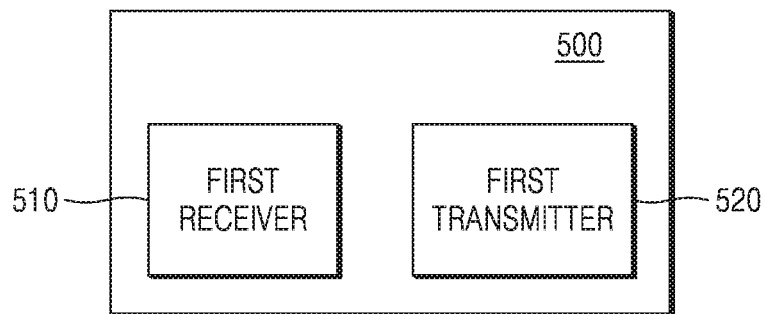 500
510
FIRST
RECEIVER
FIRST
TRANSMITTER
520